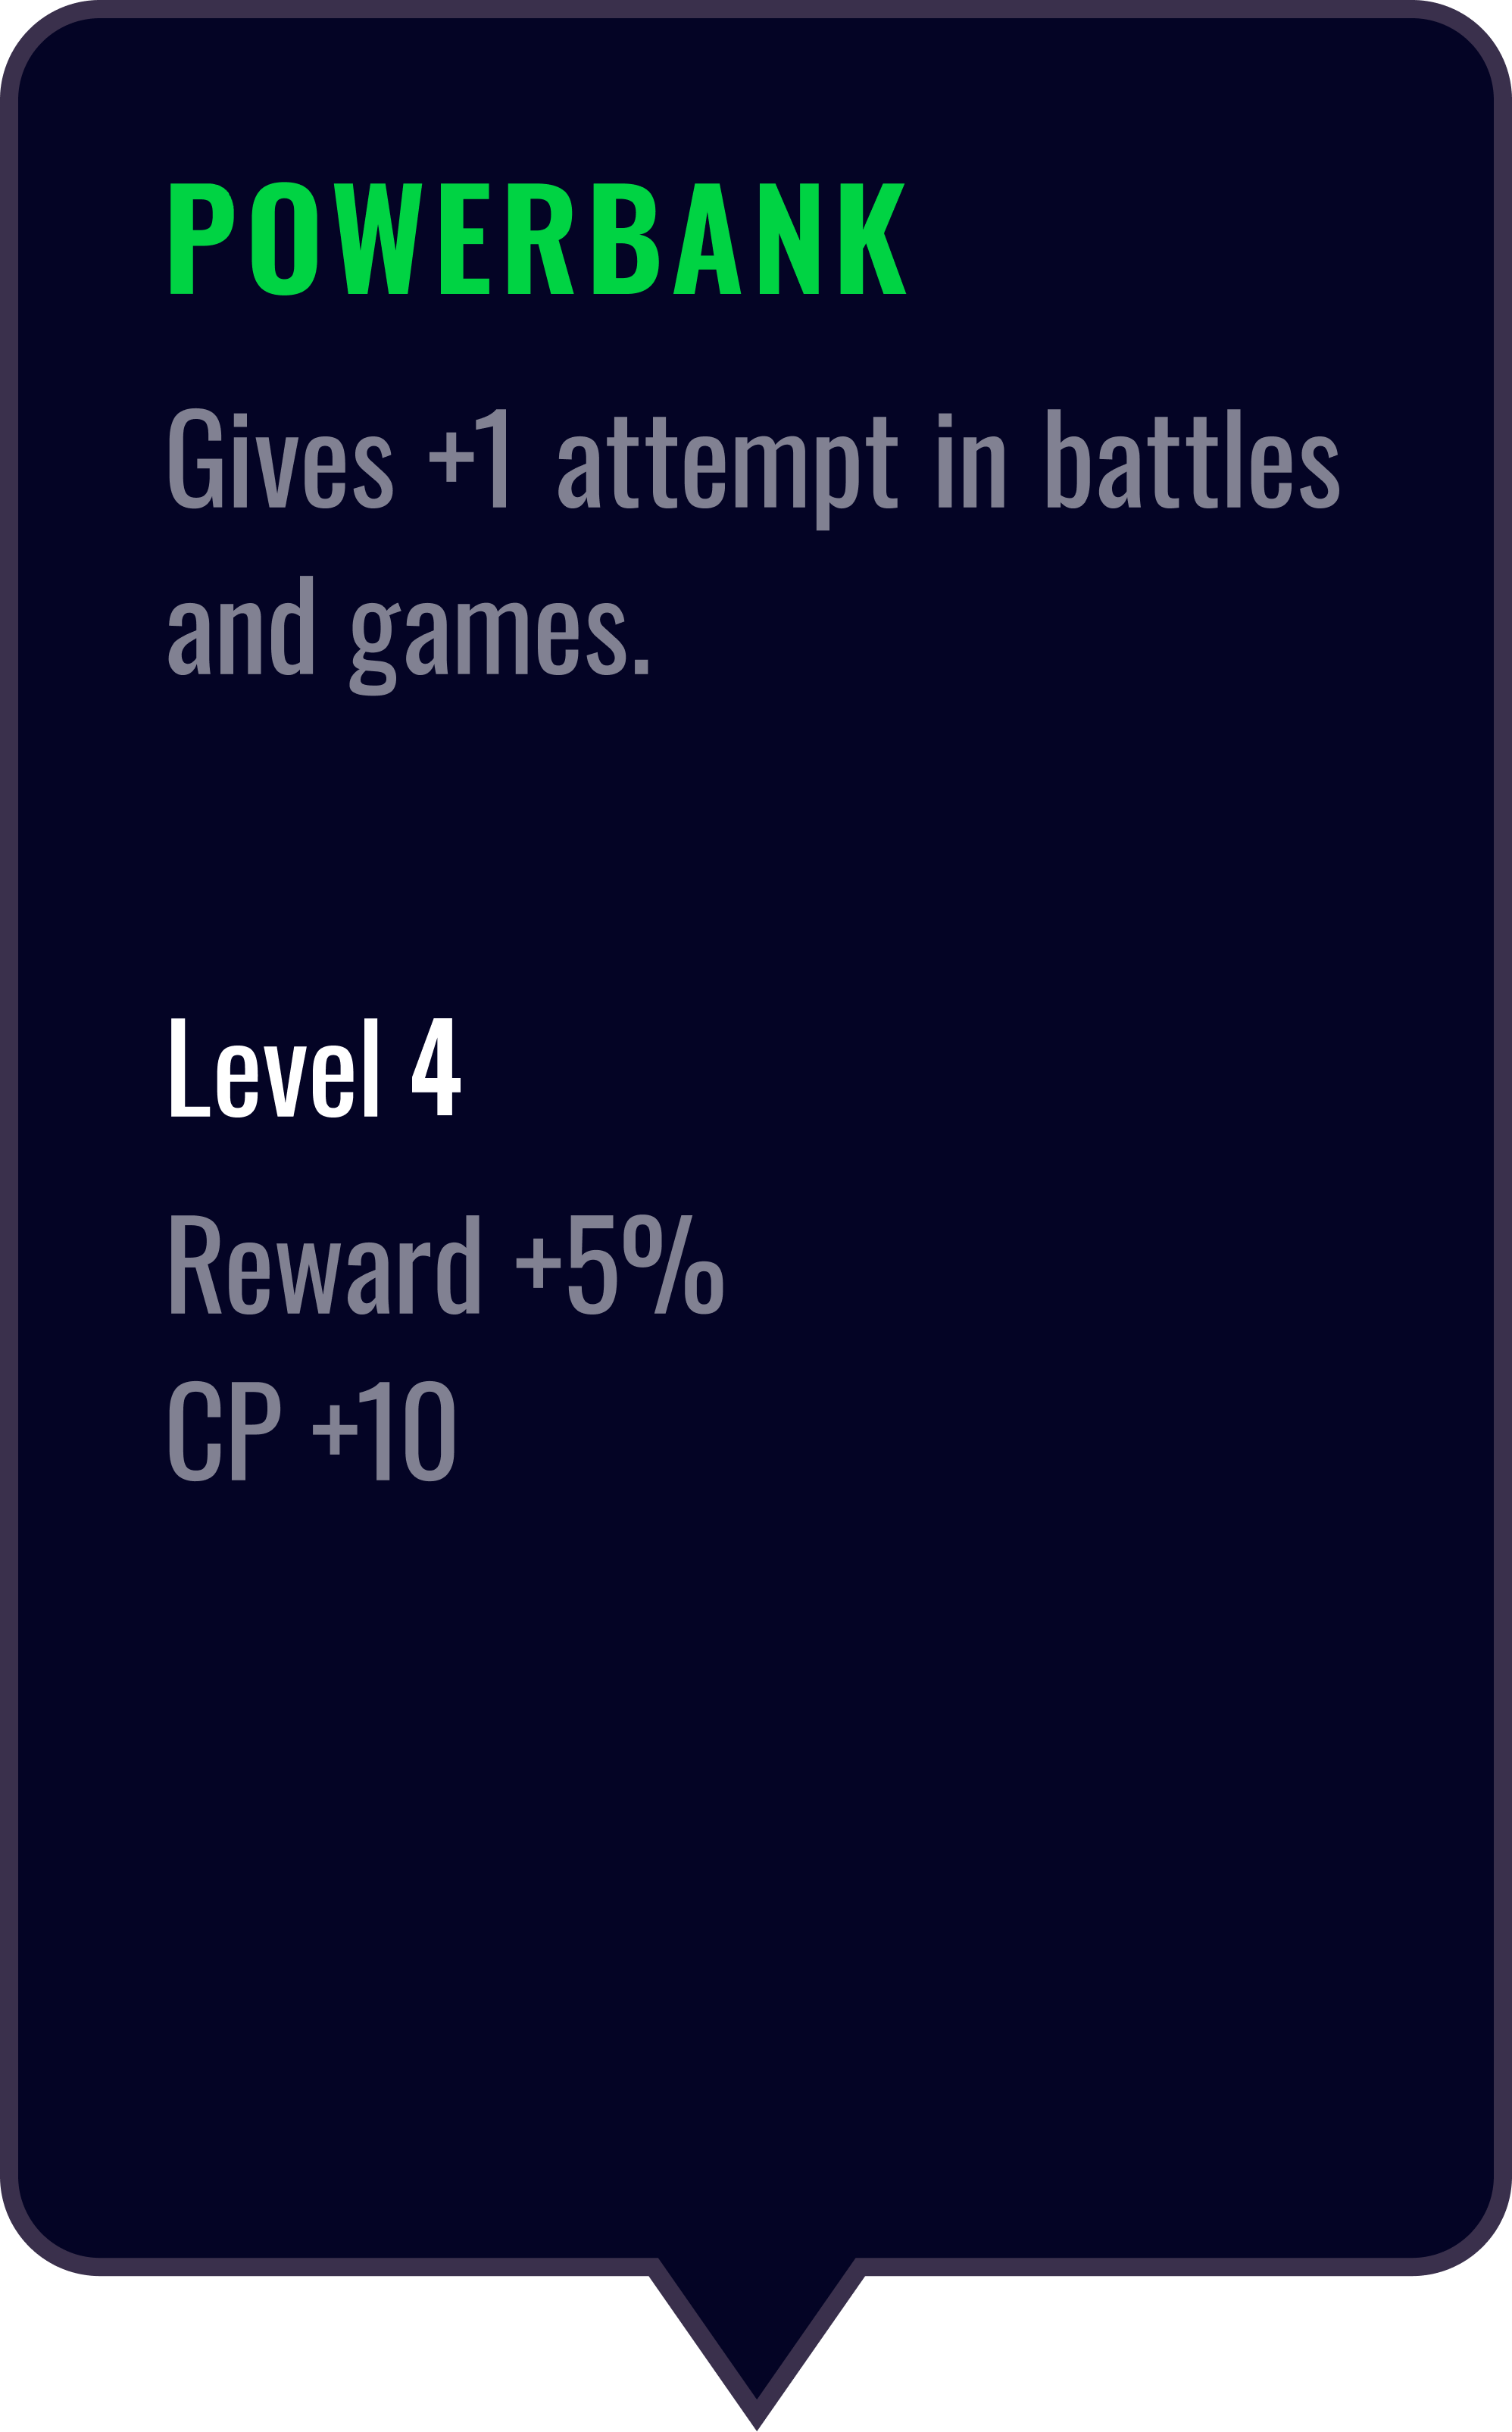 POWERBANK
Gives +1 attempt in battles
and games.
Level 4
Reward +5%
CP +10